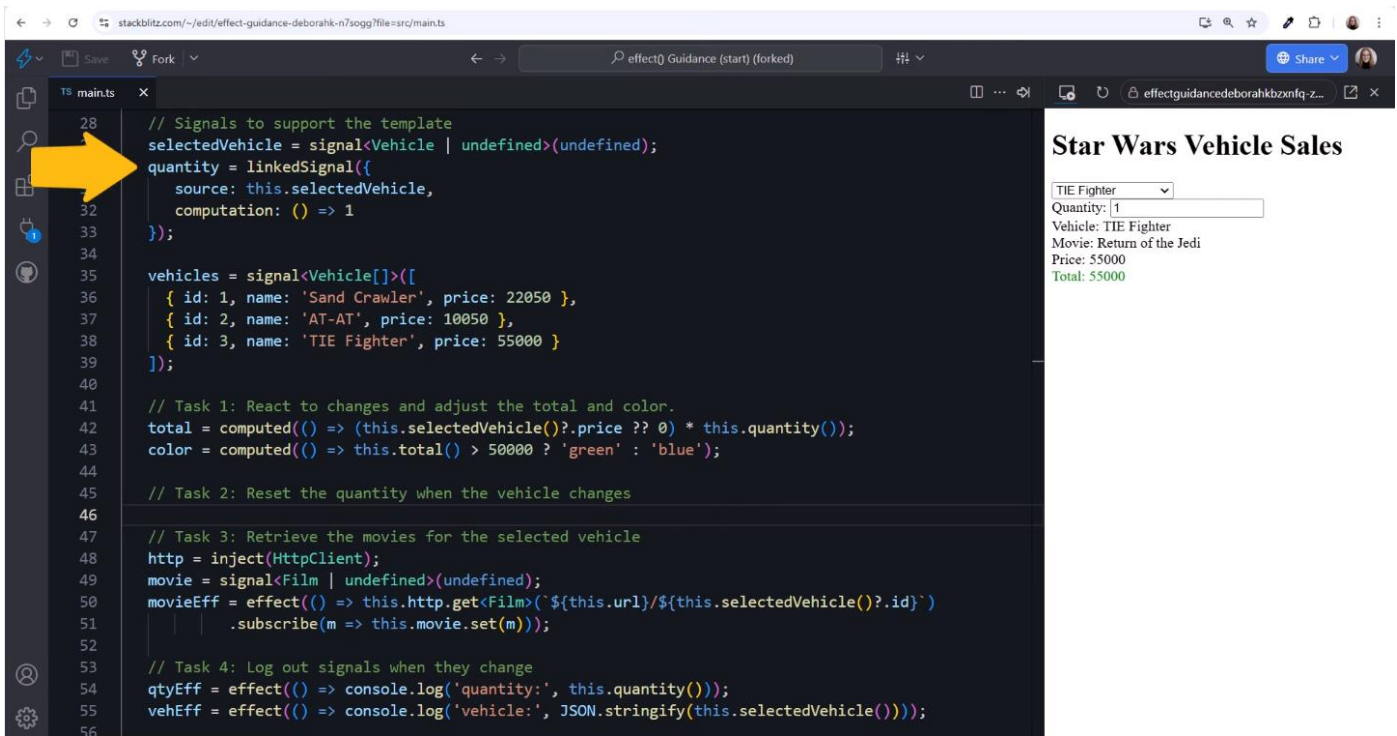 stackblitz.com/~/edit/effect-guidance-deborahk-n7sogg?file=src/main.ts
Save
Fork
effect() Guidance (start) (forked)
Share
TS main.ts
effectguidancedeborahkbzxnfq-z...
28 // Signals to support the template
selectedVehicle = signal<Vehicle | undefined>(undefined);
quantity = linkedSignal({
source: this.selectedVehicle,
32 computation: () => 1
33 });
34
35 vehicles = signal<Vehicle[]>([
36 { id: 1, name: 'Sand Crawler', price: 22050 },
37 { id: 2, name: 'AT-AT', price: 10050 },
38 { id: 3, name: 'TIE Fighter', price: 55000 }
39 ]);
40
41 // Task 1: React to changes and adjust the total and color.
42 total = computed(() => (this.selectedVehicle()?.price ?? 0) * this.quantity());
43 color = computed(() => this.total() > 50000 ? 'green' : 'blue');
44
45 // Task 2: Reset the quantity when the vehicle changes
46
47 // Task 3: Retrieve the movies for the selected vehicle
48 http = inject(HttpClient);
49 movie = signal<Film | undefined>(undefined);
50 movieEff = effect(() => this.http.get<Film>(`${this.url}/${this.selectedVehicle()?.id}`)
51 .subscribe(m => this.movie.set(m)));
52
53 // Task 4: Log out signals when they change
54 qtyEff = effect(() => console.log('quantity:', this.quantity()));
55 vehEff = effect(() => console.log('vehicle:', JSON.stringify(this.selectedVehicle())));
56
1
Star Wars Vehicle Sales
TIE Fighter
Quantity: 1
Vehicle: TIE Fighter
Movie: Return of the Jedi
Price: 55000
Total: 55000